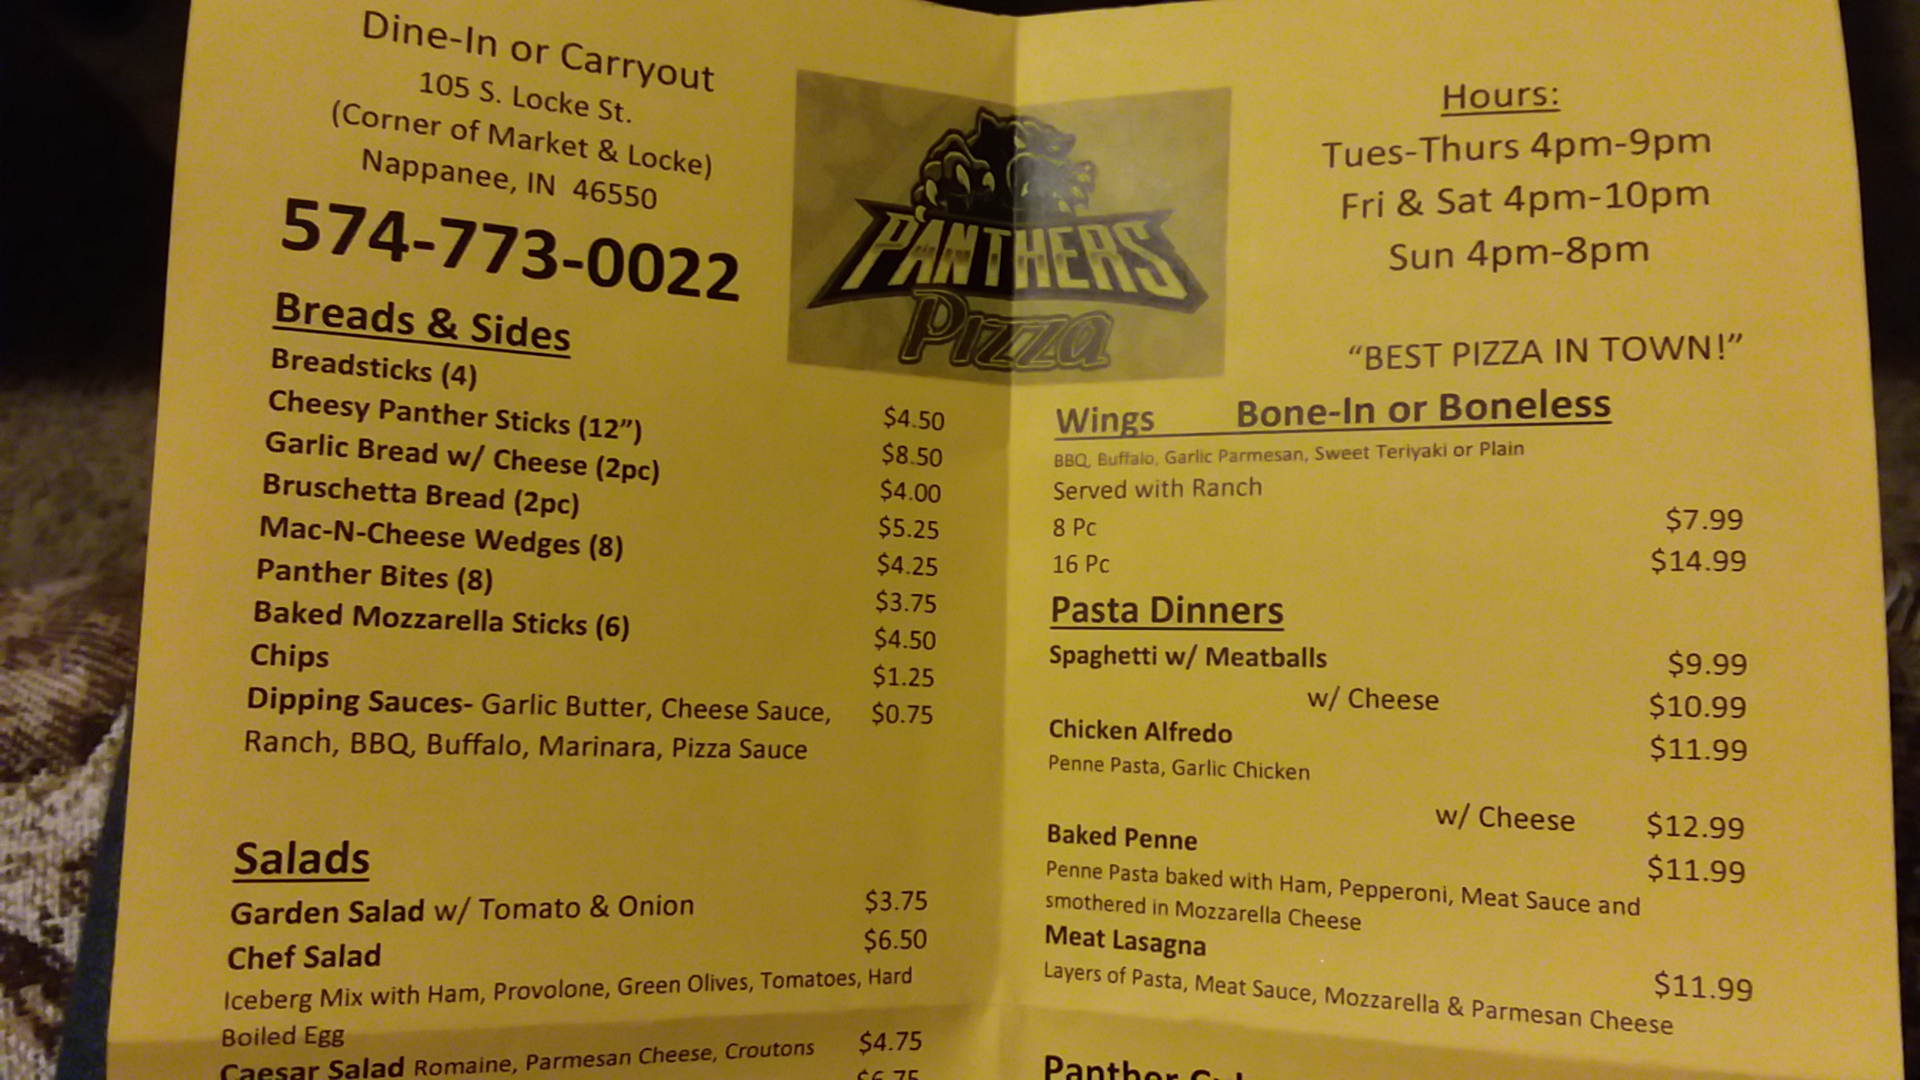 Dine-In or Carryout
105 S. Locke St.
(Corner of Market & Locke)
Nappanee, IN 46550
574-773-0022
PANTHERS
Pizza
Hours:
Tues-Thurs 4pm-9pm
Fri & Sat 4pm-10pm
Sun 4pm-8pm
“BEST PIZZA IN TOWN!”
Breads & Sides
Breadsticks (4) $4.50
Cheesy Panther Sticks (12”) $8.50
Garlic Bread w/ Cheese (2pc) $4.00
Bruschetta Bread (2pc) $5.25
Mac-N-Cheese Wedges (8) $4.25
Panther Bites (8) $3.75
Baked Mozzarella Sticks (6) $4.50
Chips $1.25
Dipping Sauces- Garlic Butter, Cheese Sauce, $0.75
Ranch, BBQ, Buffalo, Marinara, Pizza Sauce
Salads
Garden Salad w/ Tomato & Onion $3.75
Chef Salad $6.50
Iceberg Mix with Ham, Provolone, Green Olives, Tomatoes, Hard
Boiled Egg
Caesar Salad Romaine, Parmesan Cheese, Croutons $4.75
$6.75
Wings Bone-In or Boneless
BBQ, Buffalo, Garlic Parmesan, Sweet Teriyaki or Plain
Served with Ranch
8 Pc $7.99
16 Pc $14.99
Pasta Dinners
Spaghetti w/ Meatballs $9.99
w/ Cheese $10.99
Chicken Alfredo $11.99
Penne Pasta, Garlic Chicken
w/ Cheese $12.99
Baked Penne $11.99
Penne Pasta baked with Ham, Pepperoni, Meat Sauce and
smothered in Mozzarella Cheese
Meat Lasagna $11.99
Layers of Pasta, Meat Sauce, Mozzarella & Parmesan Cheese
Panther